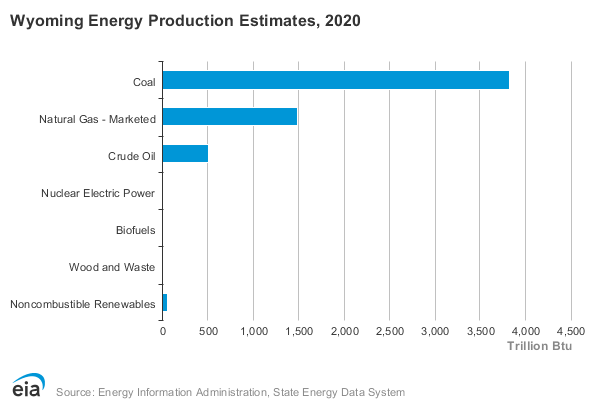 Wyoming Energy Production Estimates, 2020
Coal
Natural Gas - Marketed
Crude Oil
Nuclear Electric Power
Biofuels
Wood and Waste
Noncombustible Renewables
0 500 1,000 1,500 2,000 2,500 3,000 3,500 4,000 4,500
Trillion Btu
eia Source: Energy Information Administration, State Energy Data System